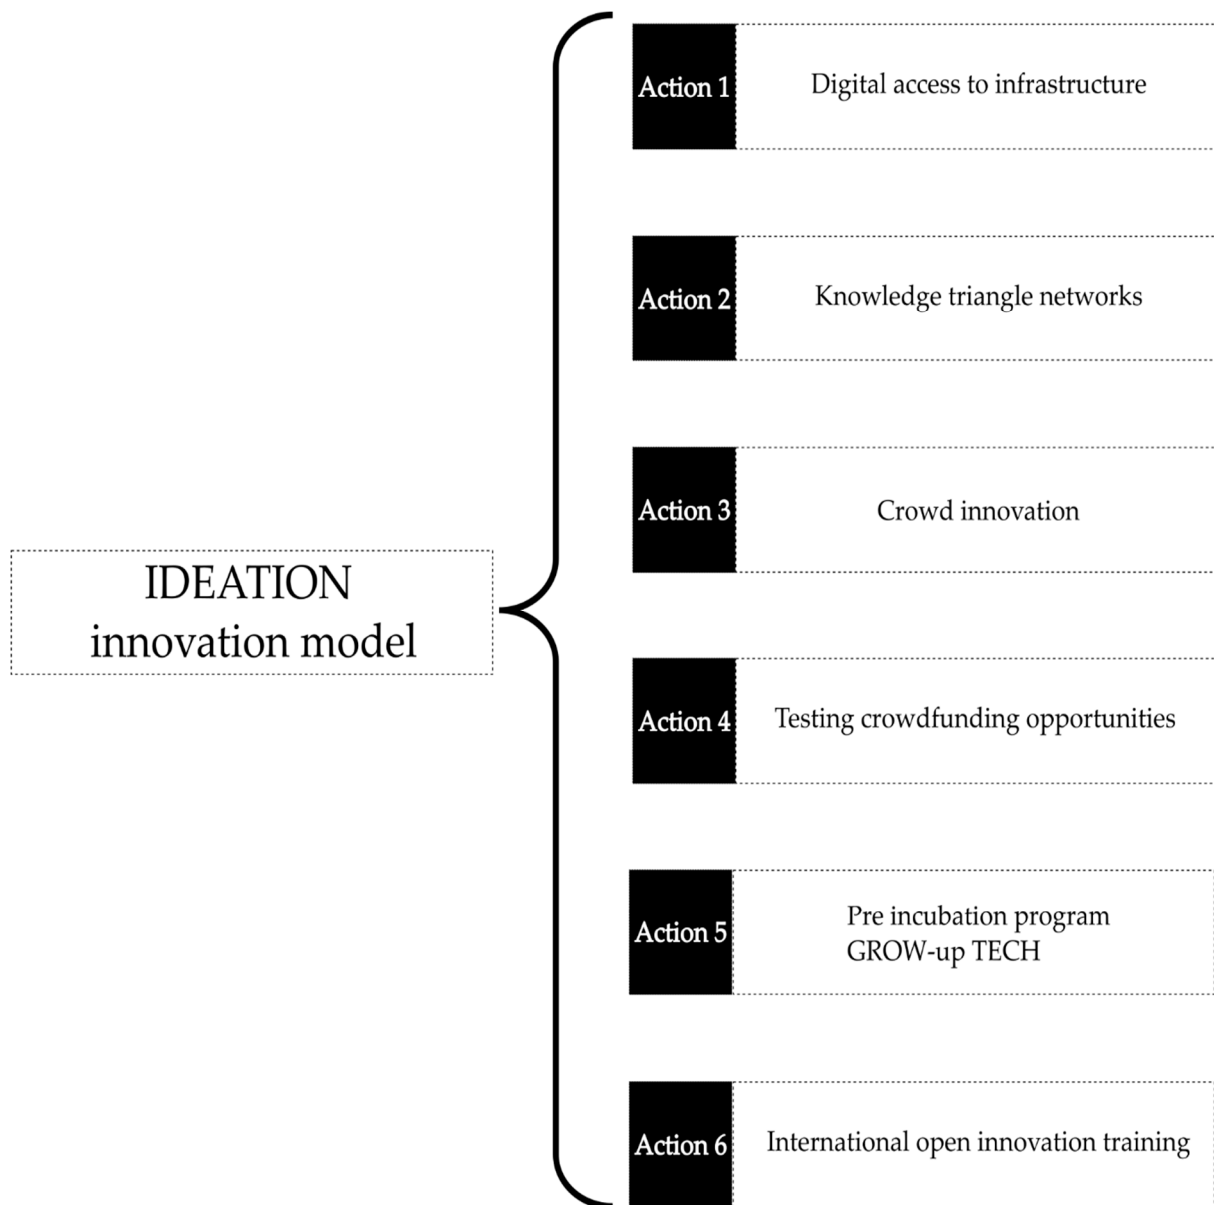 Action 1
Digital access to infrastructure
Action 2
Knowledge triangle networks
Action 3
Crowd innovation
IDEATION
innovation model
Action 4
Testing crowdfunding opportunities
Action 5
Pre incubation program
GROW-up TECH
Action 6
International open innovation training